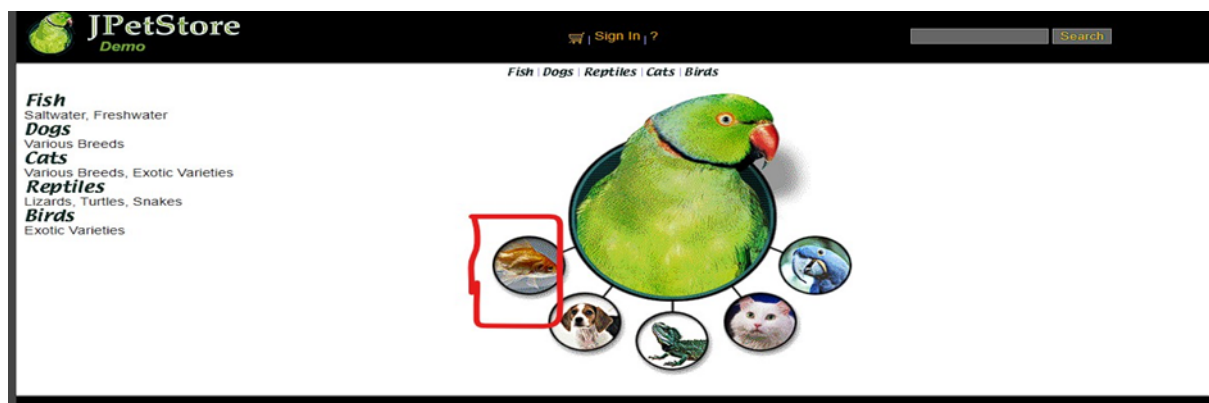 JPetStore
Demo
| Sign In | ?
Search
Fish | Dogs | Reptiles | Cats | Birds
Fish
Saltwater, Freshwater
Dogs
Various Breeds
Cats
Various Breeds, Exotic Varieties
Reptiles
Lizards, Turtles, Snakes
Birds
Exotic Varieties